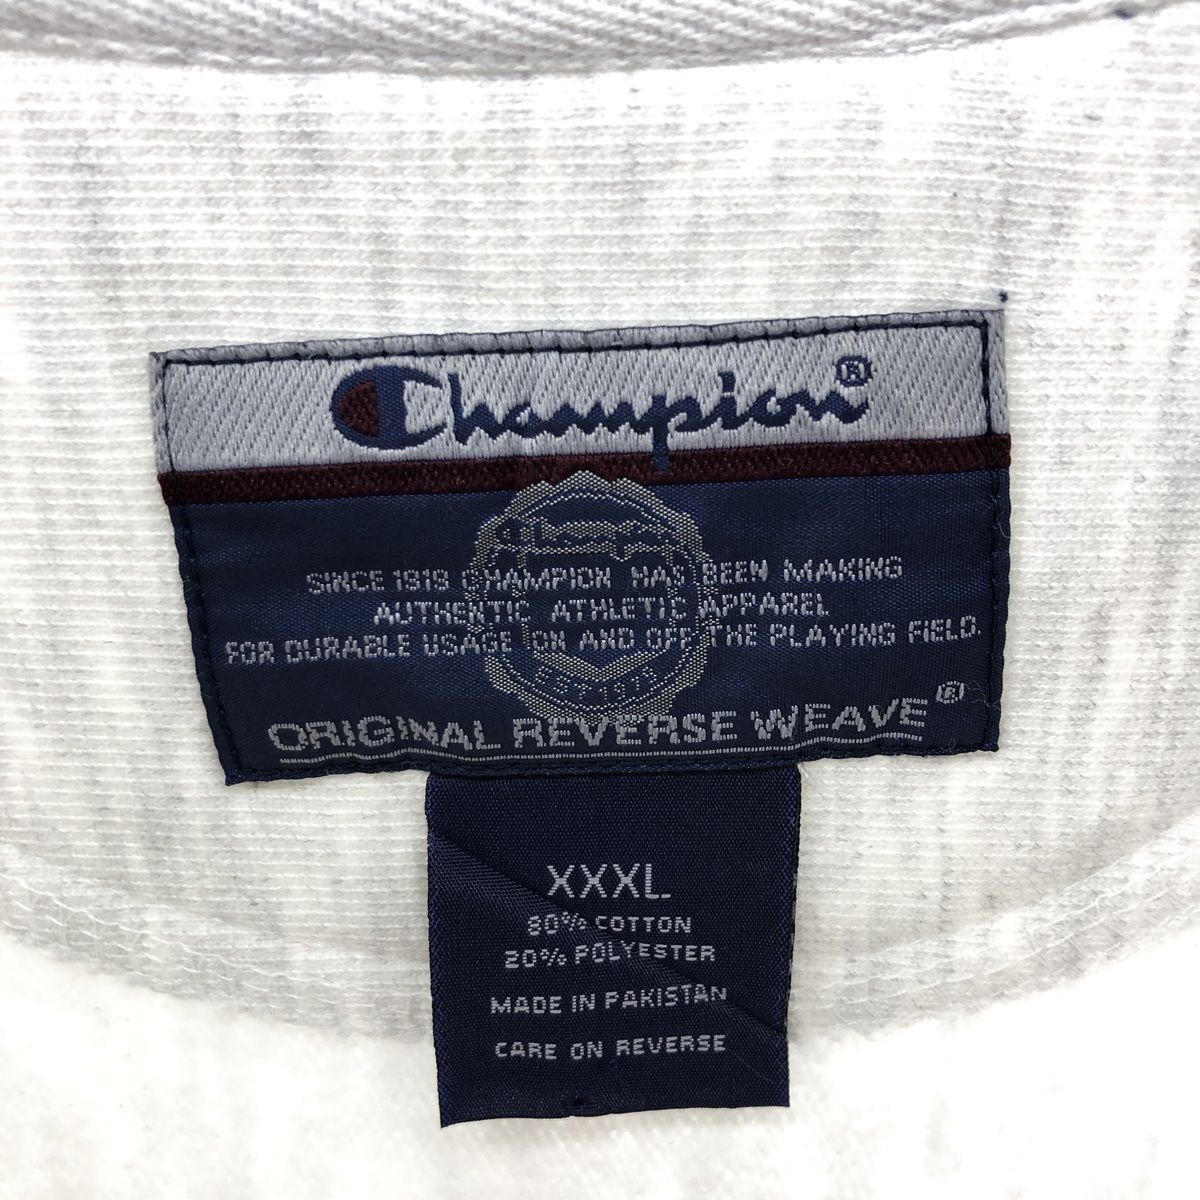 Champion®
SINCE 1919 CHAMPION HAS BEEN MAKING
AUTHENTIC ATHLETIC APPAREL
FOR DURABLE USAGE ON AND OFF THE PLAYING FIELD.
ORIGINAL REVERSE WEAVE®
XXXL
80% COTTON
20% POLYESTER
MADE IN PAKISTAN
CARE ON REVERSE